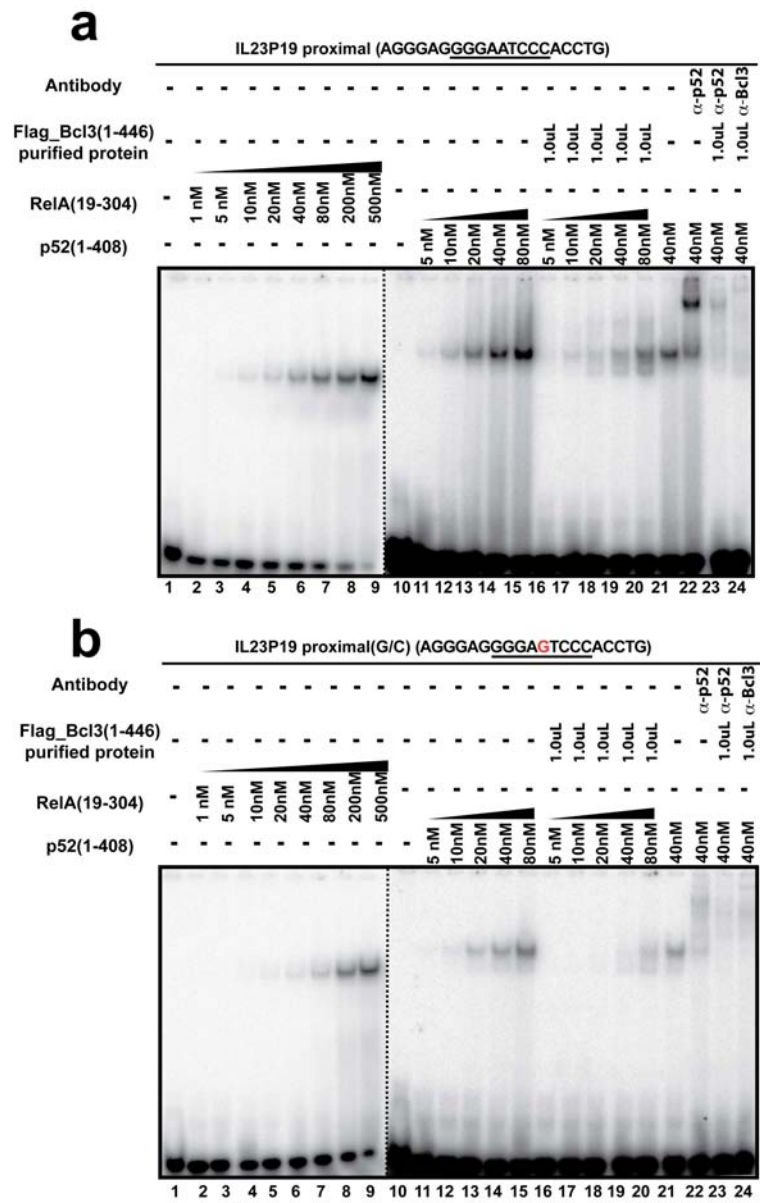 a
IL23P19 proximal (AGGGAGGGGAATCCCACCTG)
Antibody - - - - - - - - - - - - - - - - - - - - - α-p52 α-p52 α-Bcl3
Flag_Bcl3(1-446) - - - - - - - - - - - - - - - 1.0uL 1.0uL 1.0uL 1.0uL 1.0uL - - 1.0uL 1.0uL
purified protein
RelA(19-304) - 1 nM 5 nM 10nM 20nM 40nM 80nM 200nM 500nM - - - - - - - - - - - - - - -
p52(1-408) - - - - - - - - - - 5 nM 10nM 20nM 40nM 80nM 5 nM 10nM 20nM 40nM 80nM 40nM 40nM 40nM 40nM
1 2 3 4 5 6 7 8 9 10 11 12 13 14 15 16 17 18 19 20 21 22 23 24
b
IL23P19 proximal(G/C) (AGGGAGGGGAGTCCCACCTG)
Antibody - - - - - - - - - - - - - - - - - - - - - α-p52 α-p52 α-Bcl3
Flag_Bcl3(1-446) - - - - - - - - - - - - - - - 1.0uL 1.0uL 1.0uL 1.0uL 1.0uL - - 1.0uL 1.0uL
purified protein
RelA(19-304) - 1 nM 5 nM 10nM 20nM 40nM 80nM 200nM 500nM - - - - - - - - - - - - - - -
p52(1-408) - - - - - - - - - - 5 nM 10nM 20nM 40nM 80nM 5 nM 10nM 20nM 40nM 80nM 40nM 40nM 40nM 40nM
1 2 3 4 5 6 7 8 9 10 11 12 13 14 15 16 17 18 19 20 21 22 23 24